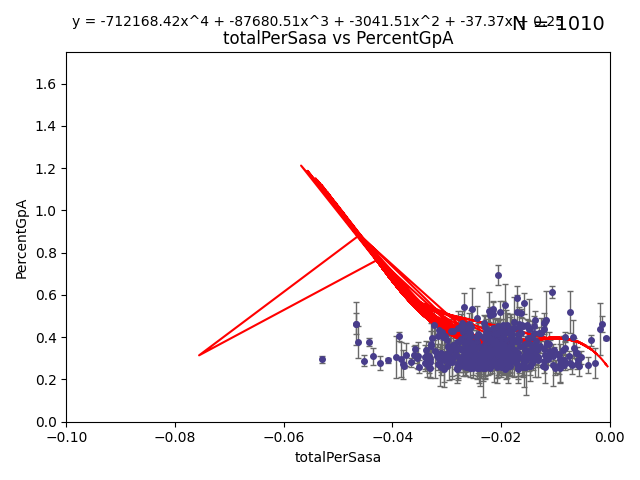 y = -712168.42x^4 + -87680.51x^3 + -3041.51x^2 + -37.37x + 0.25
N = 1010
totalPerSasa vs PercentGpA
1.6
1.4
1.2
1.0
0.8
0.6
0.4
0.2
0.0
PercentGpA
−0.10 −0.08 −0.06 −0.04 −0.02 0.00
totalPerSasa